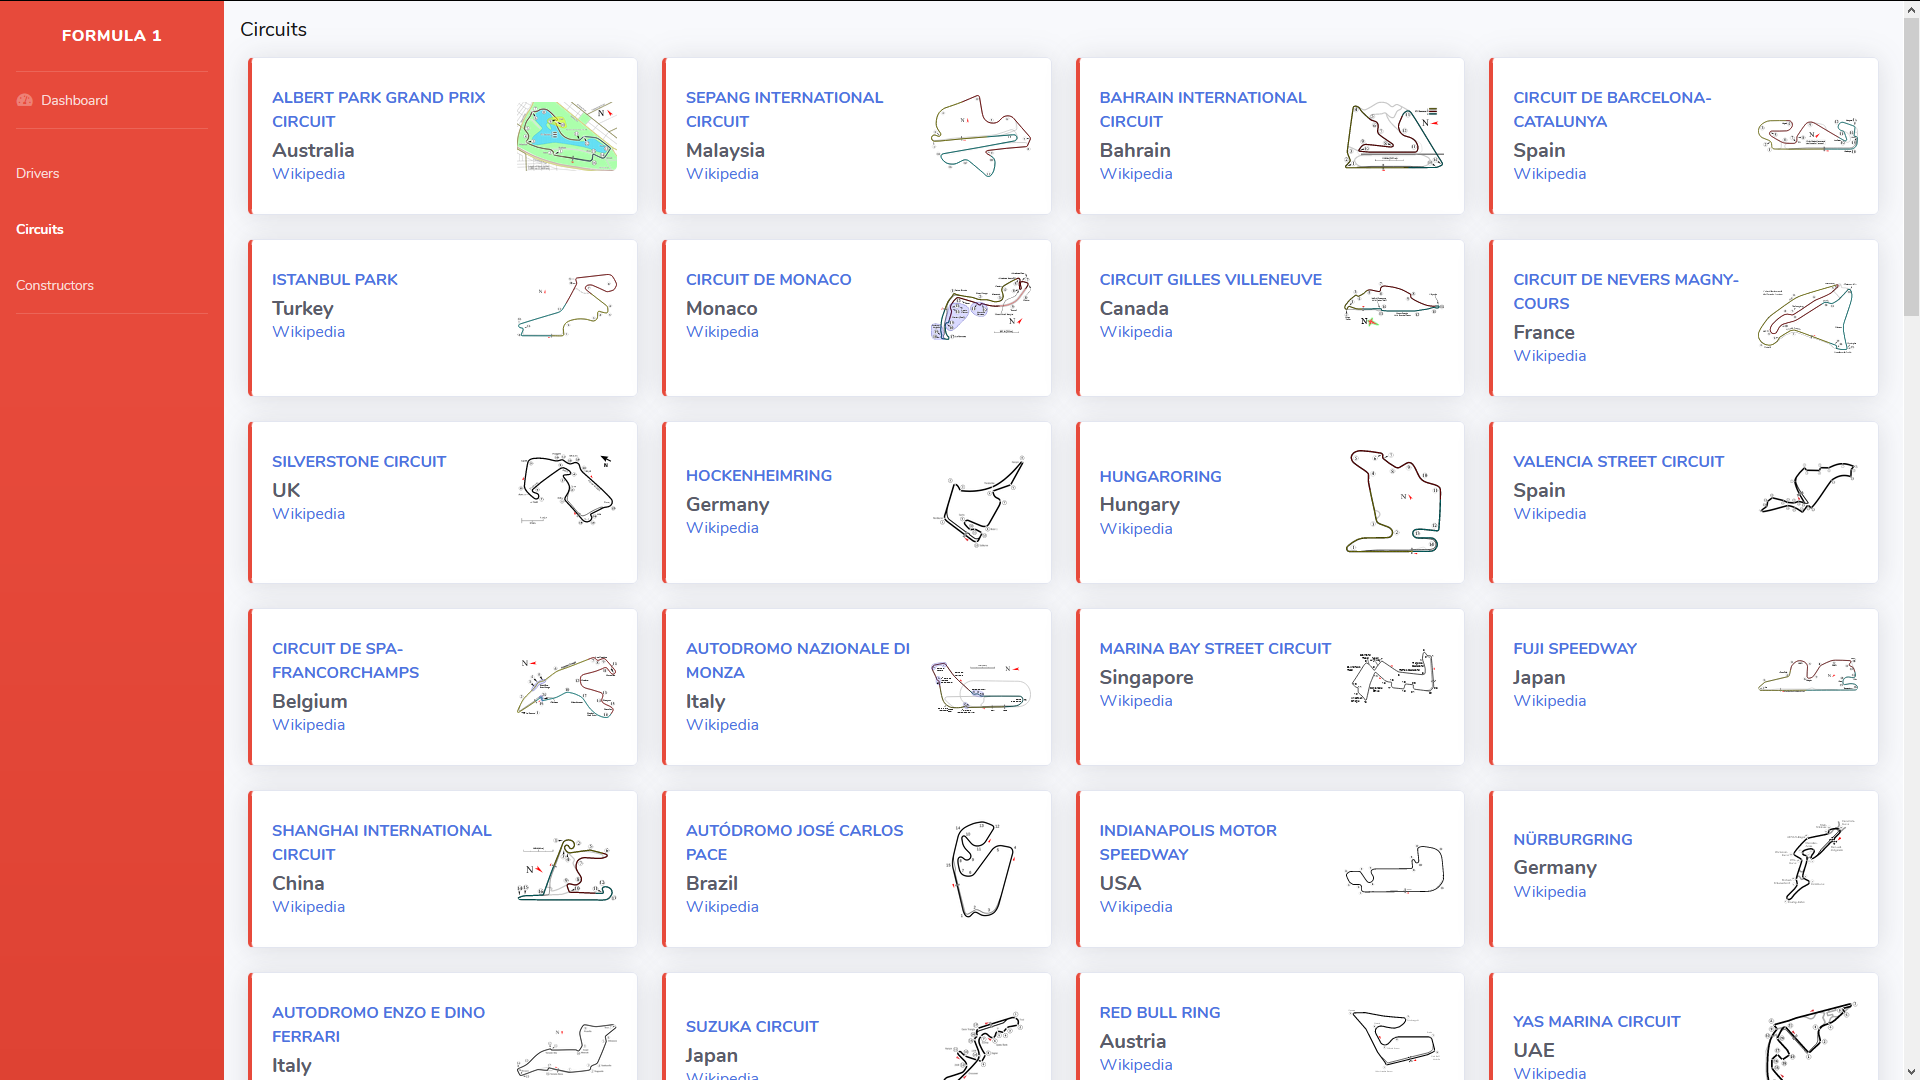 FORMULA 1
Dashboard
Drivers
Circuits
Constructors
Circuits
ALBERT PARK GRAND PRIX
CIRCUIT
Australia
Wikipedia
SEPANG INTERNATIONAL
CIRCUIT
Malaysia
Wikipedia
BAHRAIN INTERNATIONAL
CIRCUIT
Bahrain
Wikipedia
CIRCUIT DE BARCELONA-
CATALUNYA
Spain
Wikipedia
ISTANBUL PARK
Turkey
Wikipedia
CIRCUIT DE MONACO
Monaco
Wikipedia
CIRCUIT GILLES VILLENEUVE
Canada
Wikipedia
CIRCUIT DE NEVERS MAGNY-
COURS
France
Wikipedia
SILVERSTONE CIRCUIT
UK
Wikipedia
HOCKENHEIMRING
Germany
Wikipedia
HUNGARORING
Hungary
Wikipedia
VALENCIA STREET CIRCUIT
Spain
Wikipedia
CIRCUIT DE SPA-
FRANCORCHAMPS
Belgium
Wikipedia
AUTODROMO NAZIONALE DI
MONZA
Italy
Wikipedia
MARINA BAY STREET CIRCUIT
Singapore
Wikipedia
FUJI SPEEDWAY
Japan
Wikipedia
SHANGHAI INTERNATIONAL
CIRCUIT
China
Wikipedia
AUTÓDROMO JOSÉ CARLOS
PACE
Brazil
Wikipedia
INDIANAPOLIS MOTOR
SPEEDWAY
USA
Wikipedia
NÜRBURGRING
Germany
Wikipedia
AUTODROMO ENZO E DINO
FERRARI
Italy
SUZUKA CIRCUIT
Japan
Wikipedia
RED BULL RING
Austria
Wikipedia
YAS MARINA CIRCUIT
UAE
Wikipedia